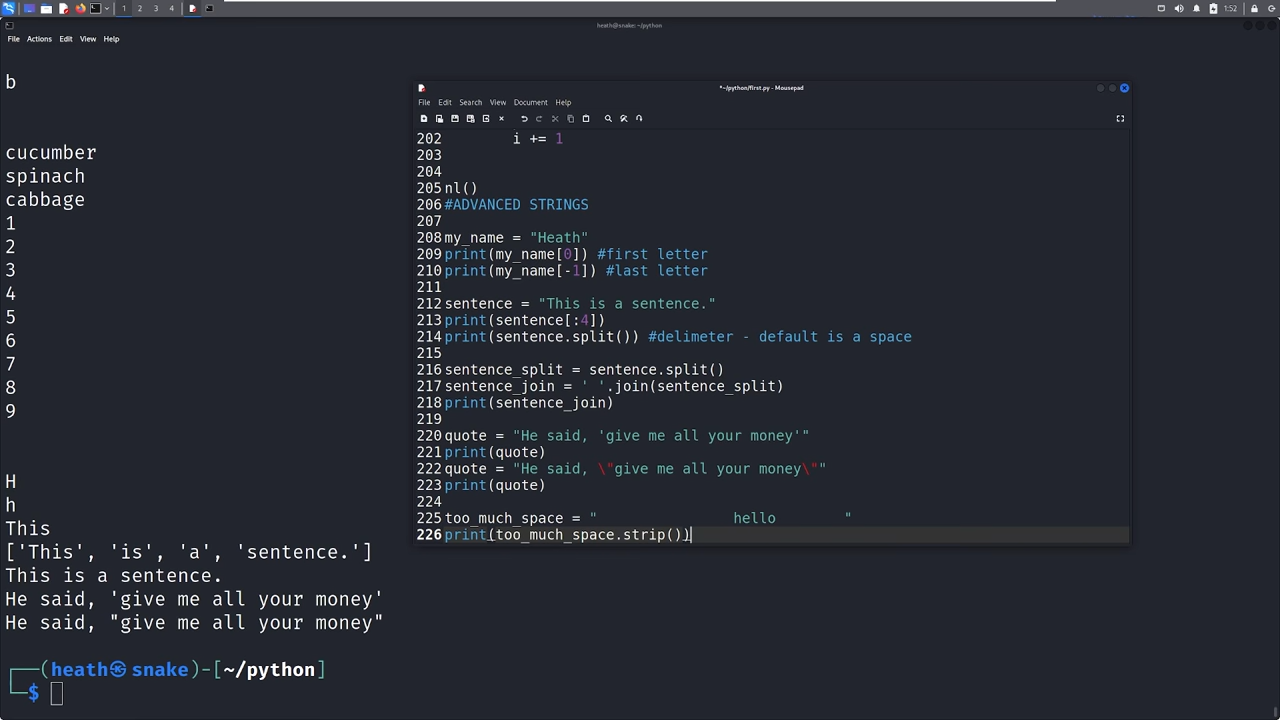 1 2 3 4
1:52
heath@snake: ~/python
File Actions Edit View Help
b
cucumber
spinach
cabbage
1
2
3
4
5
6
7
8
9
H
h
This
['This', 'is', 'a', 'sentence.']
This is a sentence.
He said, 'give me all your money'
He said, "give me all your money"
(heath㉿snake)-[~/python]
$
*~/python/first.py - Mousepad
File Edit Search View Document Help
202 i += 1
203
204
205 nl()
206 #ADVANCED STRINGS
207
208 my_name = "Heath"
209 print(my_name[0]) #first letter
210 print(my_name[-1]) #last letter
211
212 sentence = "This is a sentence."
213 print(sentence[:4])
214 print(sentence.split()) #delimeter - default is a space
215
216 sentence_split = sentence.split()
217 sentence_join = ' '.join(sentence_split)
218 print(sentence_join)
219
220 quote = "He said, 'give me all your money'"
221 print(quote)
222 quote = "He said, \"give me all your money\""
223 print(quote)
224
225 too_much_space = "                hello        "
226 print(too_much_space.strip())